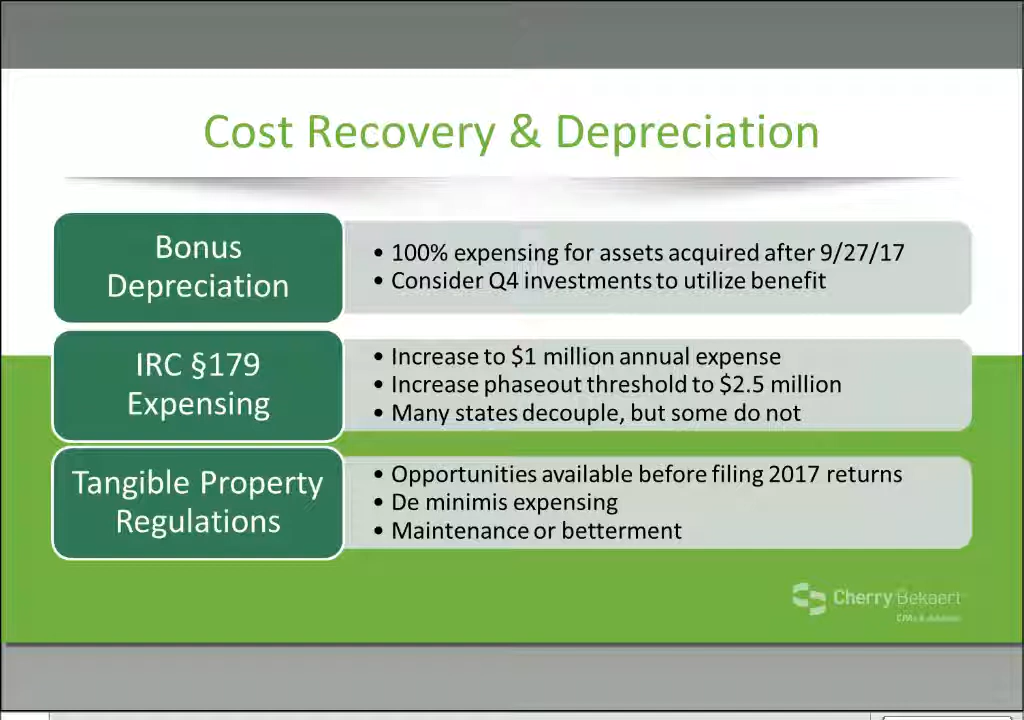 Cost Recovery & Depreciation
Bonus
Depreciation
• 100% expensing for assets acquired after 9/27/17
• Consider Q4 investments to utilize benefit
IRC §179
Expensing
• Increase to $1 million annual expense
• Increase phaseout threshold to $2.5 million
• Many states decouple, but some do not
Tangible Property
Regulations
• Opportunities available before filing 2017 returns
• De minimis expensing
• Maintenance or betterment
Cherry Bekaert